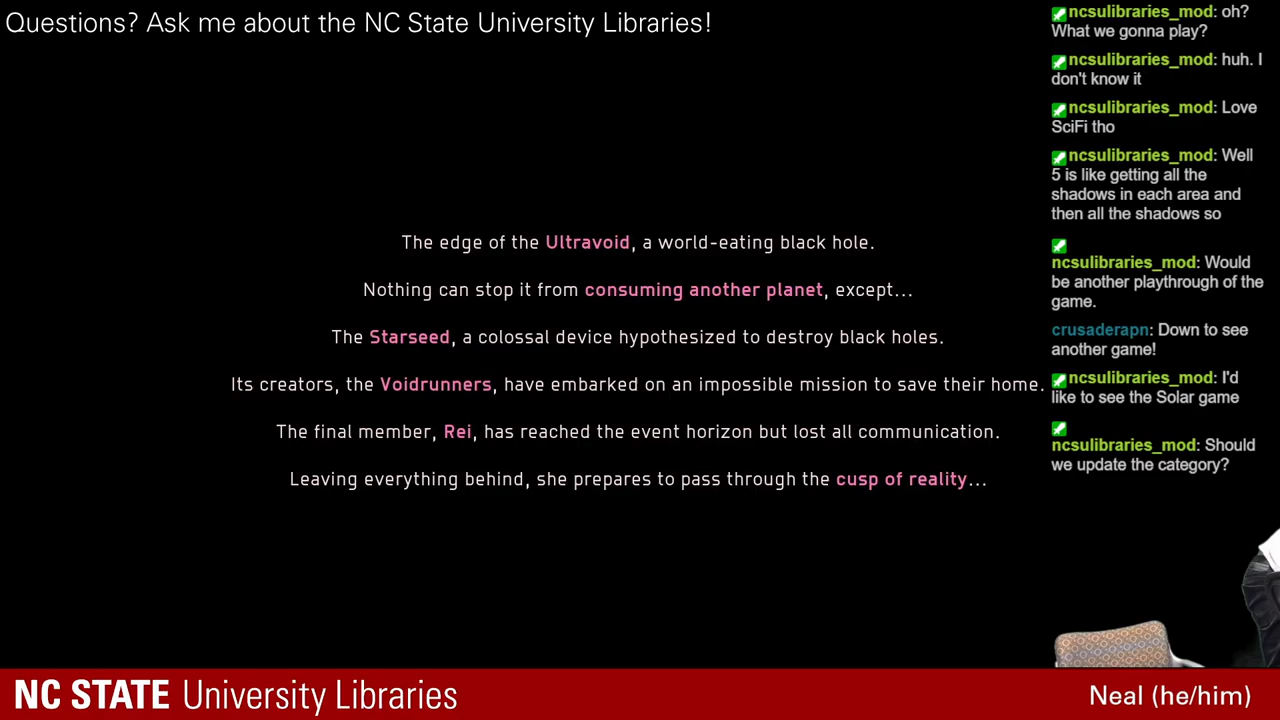 Questions? Ask me about the NC State University Libraries!
The edge of the Ultravoid, a world-eating black hole.
Nothing can stop it from consuming another planet, except...
The Starseed, a colossal device hypothesized to destroy black holes.
Its creators, the Voidrunners, have embarked on an impossible mission to save their home.
The final member, Rei, has reached the event horizon but lost all communication.
Leaving everything behind, she prepares to pass through the cusp of reality...
ncsulibraries_mod: oh?
What we gonna play?
ncsulibraries_mod: huh. I
don't know it
ncsulibraries_mod: Love
SciFi tho
ncsulibraries_mod: Well
5 is like getting all the
shadows in each area and
then all the shadows so
ncsulibraries_mod: Would
be another playthrough of the
game.
crusaderapn: Down to see
another game!
ncsulibraries_mod: I'd
like to see the Solar game
ncsulibraries_mod: Should
we update the category?
NC STATE University Libraries
Neal (he/him)